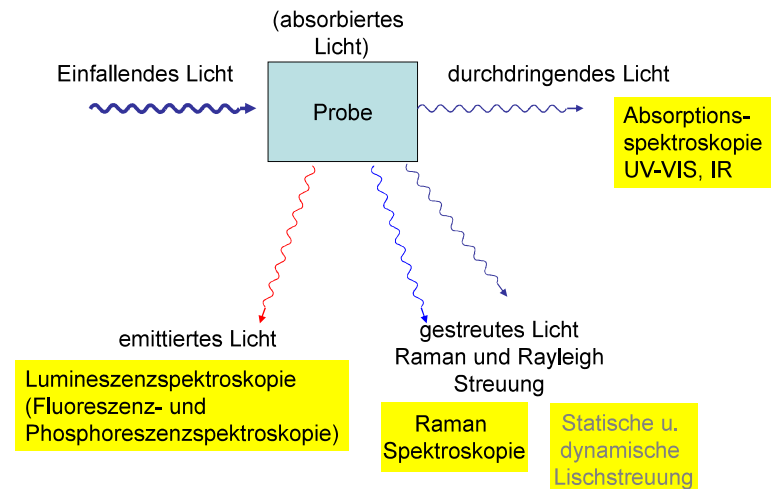 (absorbiertes
Licht)
Einfallendes Licht
Probe
durchdringendes Licht
Absorptions-
spektroskopie
UV-VIS, IR
emittiertes Licht
Lumineszenzspektroskopie
(Fluoreszenz- und
Phosphoreszenzspektroskopie)
gestreutes Licht
Raman und Rayleigh
Streuung
Raman
Spektroskopie
Statische u.
dynamische
Lischstreuung